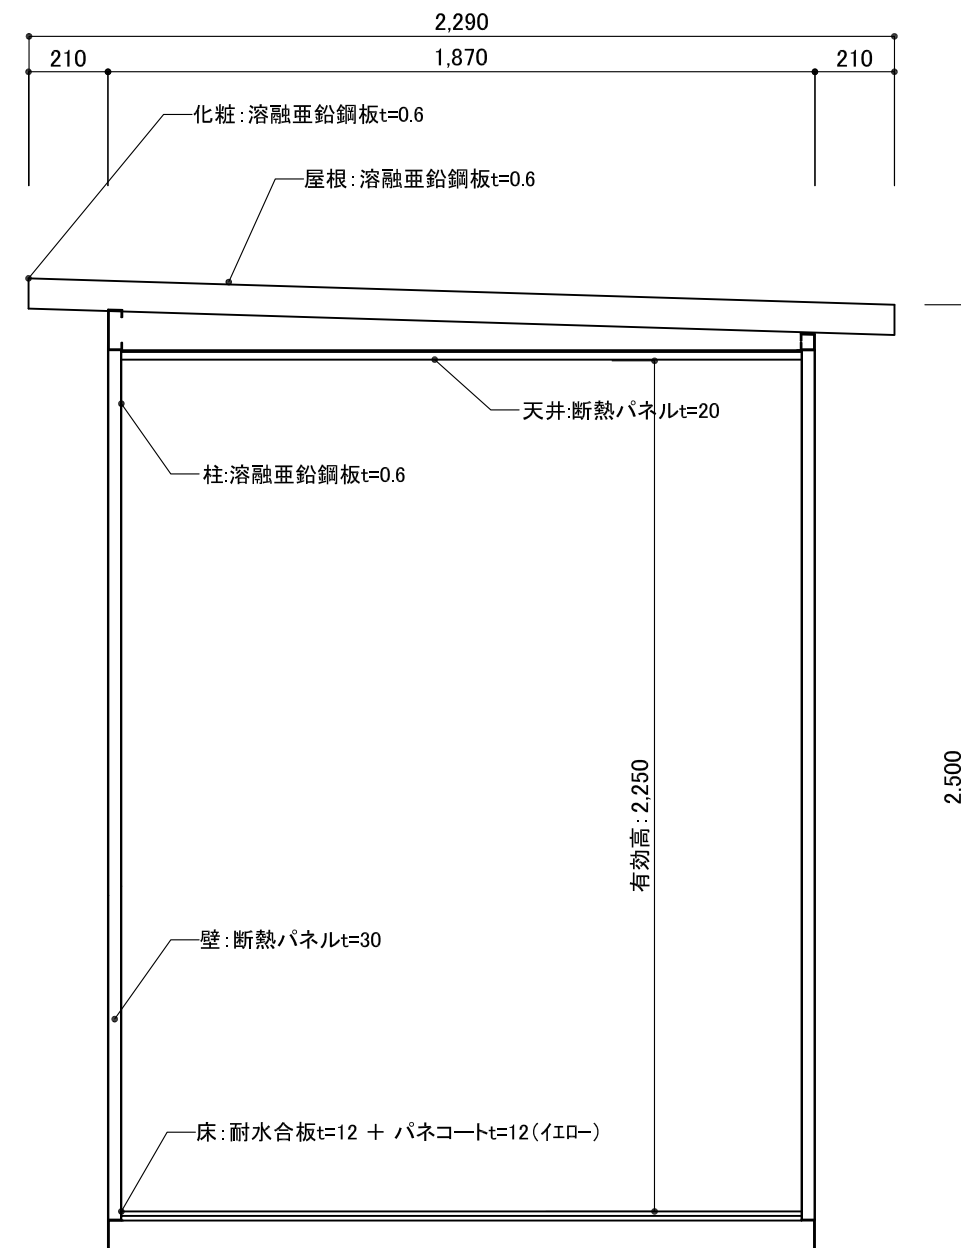 2,290
210
1,870
210
化粧:溶融亜鉛鋼板t=0.6
屋根:溶融亜鉛鋼板t=0.6
天井:断熱パネルt=20
柱:溶融亜鉛鋼板t=0.6
有効高:2,250
2,500
壁:断熱パネルt=30
床:耐水合板t=12 + パネコートt=12(イエロー)